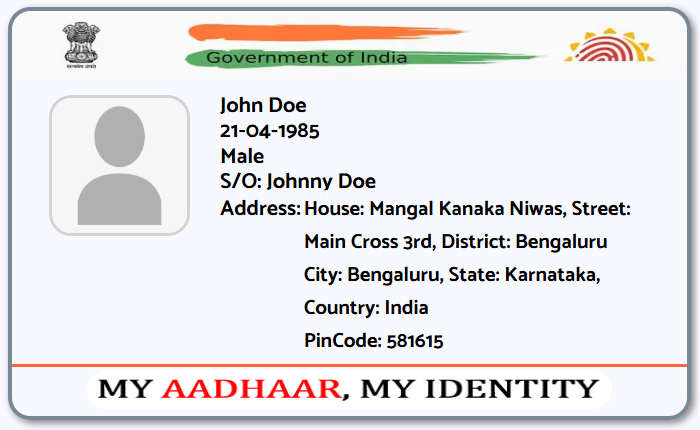 सत्यमेव जयते
Government of India
John Doe
21-04-1985
Male
S/O: Johnny Doe
Address: House: Mangal Kanaka Niwas, Street:
Main Cross 3rd, District: Bengaluru
City: Bengaluru, State: Karnataka,
Country: India
PinCode: 581615
MY AADHAAR, MY IDENTITY